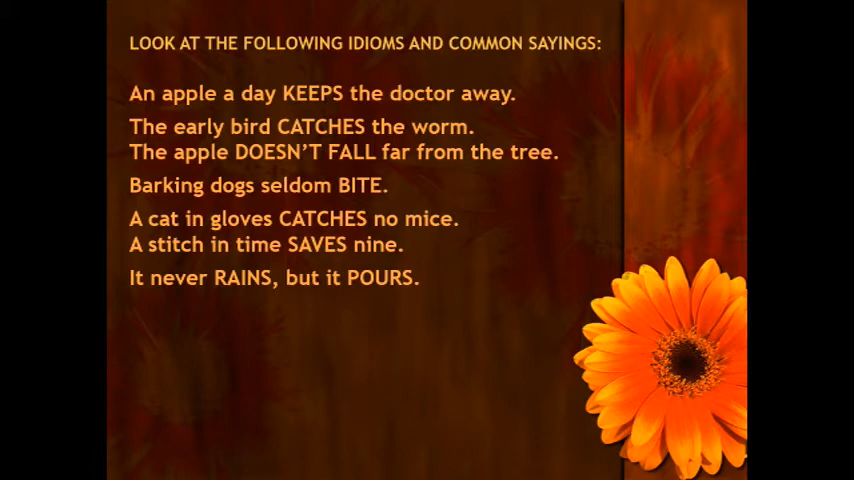 LOOK AT THE FOLLOWING IDIOMS AND COMMON SAYINGS:
An apple a day KEEPS the doctor away.
The early bird CATCHES the worm.
The apple DOESN’T FALL far from the tree.
Barking dogs seldom BITE.
A cat in gloves CATCHES no mice.
A stitch in time SAVES nine.
It never RAINS, but it POURS.